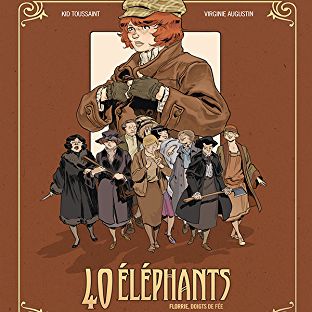 KID TOUSSAINT
VIRGINIE AUGUSTIN
40 ÉLÉPHANTS
FLORRIE, DOIGTS DE FÉE